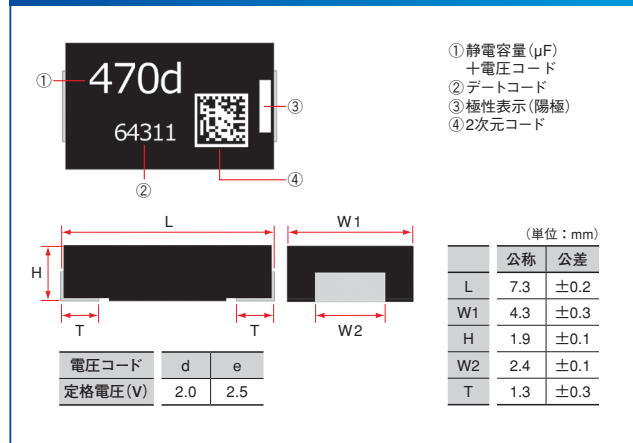 ①
470d
64311
②
③
④
①静電容量(μF)
＋電圧コード
②デートコード
③極性表示(陽極)
④2次元コード
L
W1
H
T
T
W2
(単位：mm)
公称 公差
L 7.3 ±0.2
W1 4.3 ±0.3
H 1.9 ±0.1
W2 2.4 ±0.1
T 1.3 ±0.3
電圧コード d e
定格電圧(V) 2.0 2.5